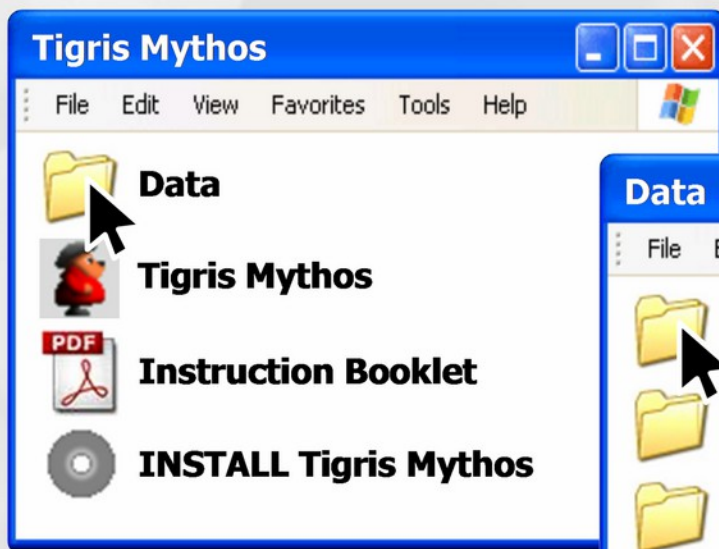 Tigris Mythos
File Edit View Favorites Tools Help
Data
Tigris Mythos
PDF
Instruction Booklet
INSTALL Tigris Mythos
Data
File